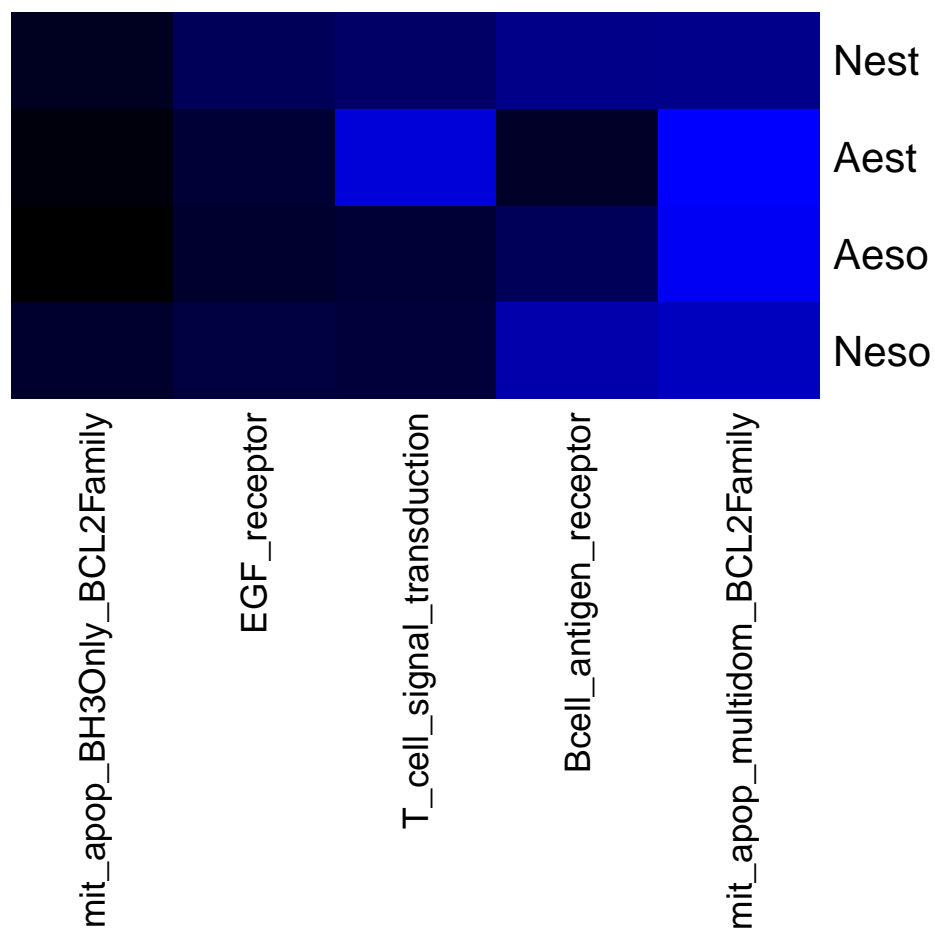 Nest
Aest
Aeso
Neso
mit_apop_BH3Only_BCL2Family
EGF_receptor
T_cell_signal_transduction
Bcell_antigen_receptor
mit_apop_multidom_BCL2Family